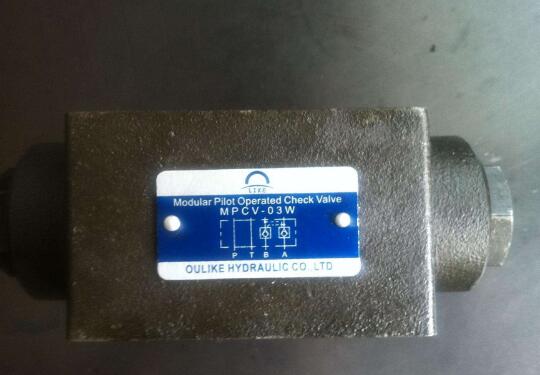 LIKE
Modular Pilot Operated Check Valve
MPCV-03W
P T B A
OULIKE HYDRAULIC CO. LTD